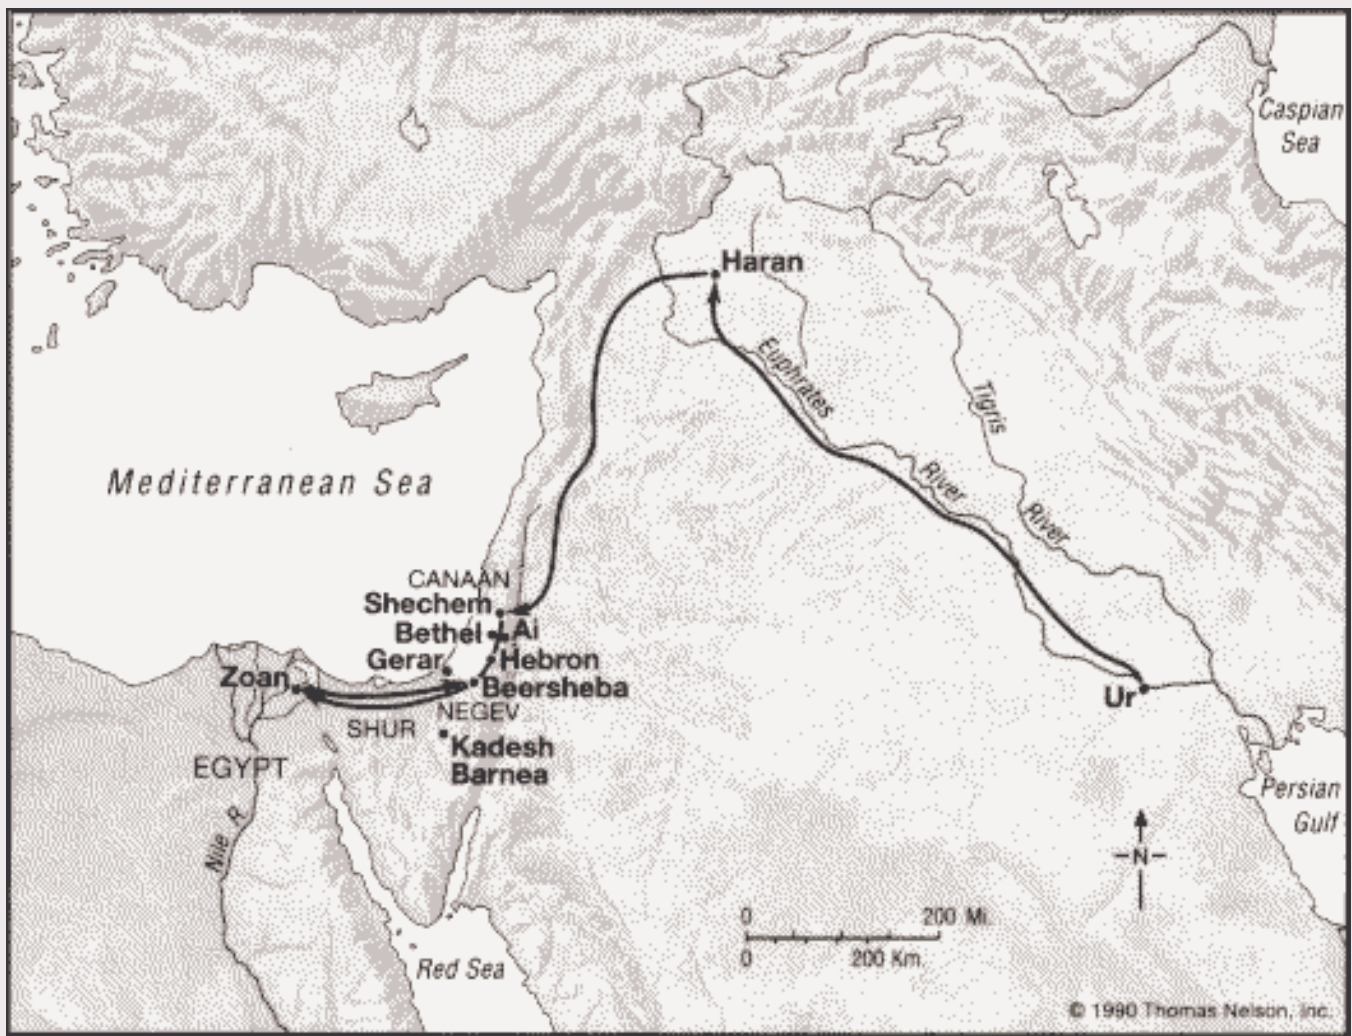 Caspian
Sea
Haran
Euphrates
River
Tigris
River
Mediterranean Sea
CANAAN
Shechem
Bethel
Ai
Gerar
Hebron
Zoan
Beersheba
NEGEV
SHUR
Kadesh
Barnea
EGYPT
Ur
Nile R.
Persian
Gulf
N
0 200 Mi.
0 200 Km.
Red Sea
© 1990 Thomas Nelson, Inc.